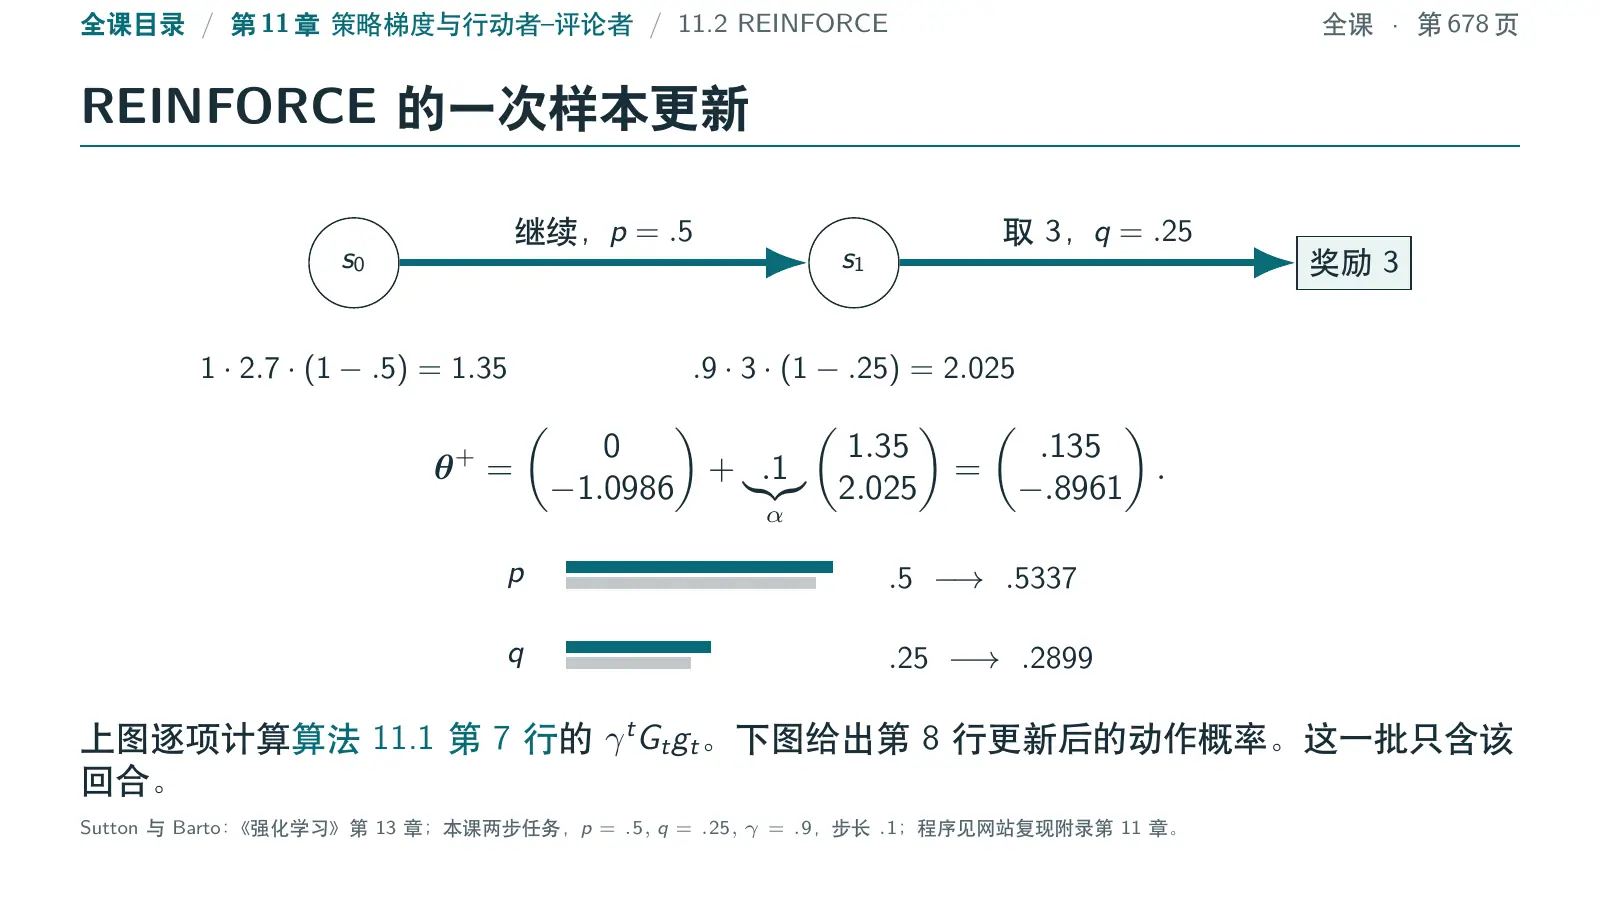 全课目录 / 第 11 章 策略梯度与行动者–评论者 / 11.2 REINFORCE
全课 · 第 678 页
REINFORCE 的一次样本更新
继续，p = .5
取 3，q = .25
s₀
s₁
奖励 3
1 · 2.7 · (1 − .5) = 1.35
.9 · 3 · (1 − .25) = 2.025
θ⁺ = (0 −1.0986) + .1 (1.35 2.025) = (.135 −.8961) .
α
p .5 ⟶ .5337
q .25 ⟶ .2899
上图逐项计算算法 11.1 第 7 行的 γᵗGₜgₜ。下图给出第 8 行更新后的动作概率。这一批只含该
回合。
Sutton 与 Barto：《强化学习》第 13 章；本课两步任务，p = .5, q = .25, γ = .9，步长 .1；程序见网站复现附录第 11 章。